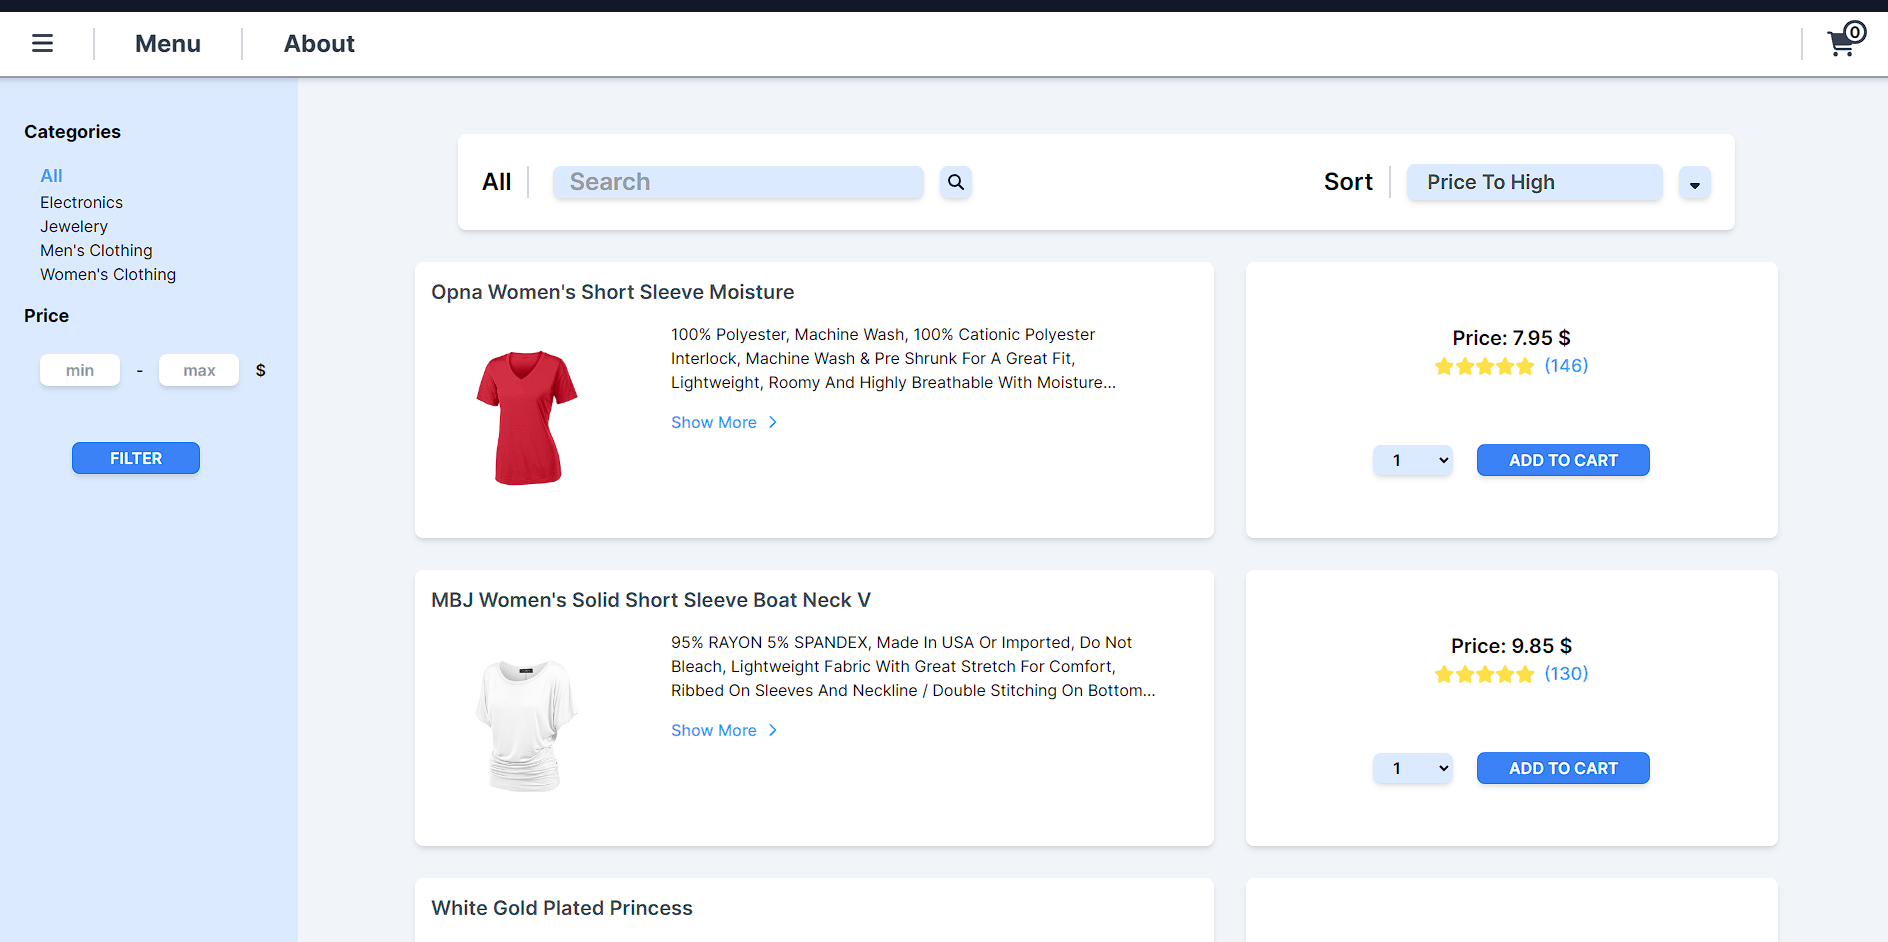 Menu
About
0
Categories
All
Electronics
Jewelery
Men's Clothing
Women's Clothing
Price
min - max $
FILTER
All
Search
Sort
Price To High
Opna Women's Short Sleeve Moisture
100% Polyester, Machine Wash, 100% Cationic Polyester
Interlock, Machine Wash & Pre Shrunk For A Great Fit,
Lightweight, Roomy And Highly Breathable With Moisture...
Show More
Price: 7.95 $
(146)
1
ADD TO CART
MBJ Women's Solid Short Sleeve Boat Neck V
95% RAYON 5% SPANDEX, Made In USA Or Imported, Do Not
Bleach, Lightweight Fabric With Great Stretch For Comfort,
Ribbed On Sleeves And Neckline / Double Stitching On Bottom...
Show More
Price: 9.85 $
(130)
1
ADD TO CART
White Gold Plated Princess